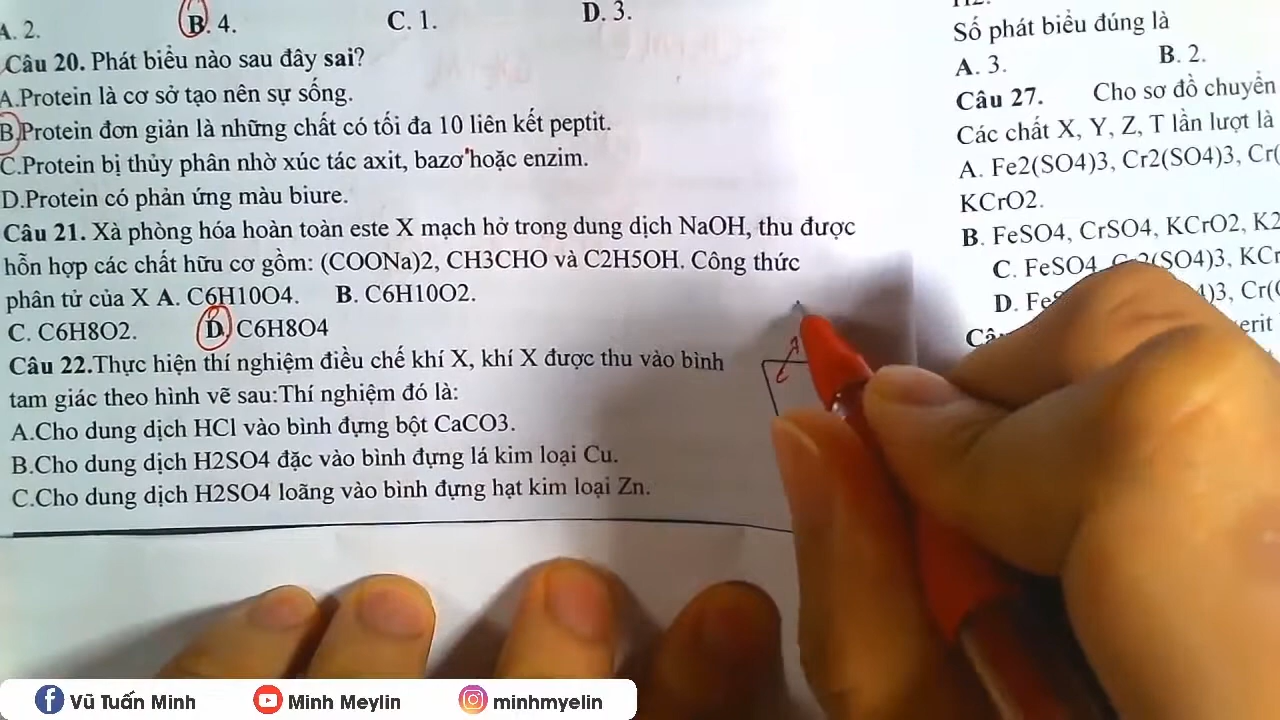 A. 2. B. 4. C. 1. D. 3.
Câu 20. Phát biểu nào sau đây sai?
A.Protein là cơ sở tạo nên sự sống.
B.Protein đơn giản là những chất có tối đa 10 liên kết peptit.
C.Protein bị thủy phân nhờ xúc tác axit, bazơ hoặc enzim.
D.Protein có phản ứng màu biure.
Câu 21. Xà phòng hóa hoàn toàn este X mạch hở trong dung dịch NaOH, thu được
hỗn hợp các chất hữu cơ gồm: (COONa)2, CH3CHO và C2H5OH. Công thức
phân tử của X A. C6H10O4. B. C6H10O2.
C. C6H8O2. D. C6H8O4
Câu 22.Thực hiện thí nghiệm điều chế khí X, khí X được thu vào bình
tam giác theo hình vẽ sau:Thí nghiệm đó là:
A.Cho dung dịch HCl vào bình đựng bột CaCO3.
B.Cho dung dịch H2SO4 đặc vào bình đựng lá kim loại Cu.
C.Cho dung dịch H2SO4 loãng vào bình đựng hạt kim loại Zn.
Số phát biểu đúng là
A. 3. B. 2.
Câu 27. Cho sơ đồ chuyển
Các chất X, Y, Z, T lần lượt là
A. Fe2(SO4)3, Cr2(SO4)3, Cr(
KCrO2.
B. FeSO4, CrSO4, KCrO2, K2
C. FeSO4, (SO4)3, KCr
D. Fe 4)3, Cr(
Vũ Tuấn Minh Minh Meylin minhmyelin